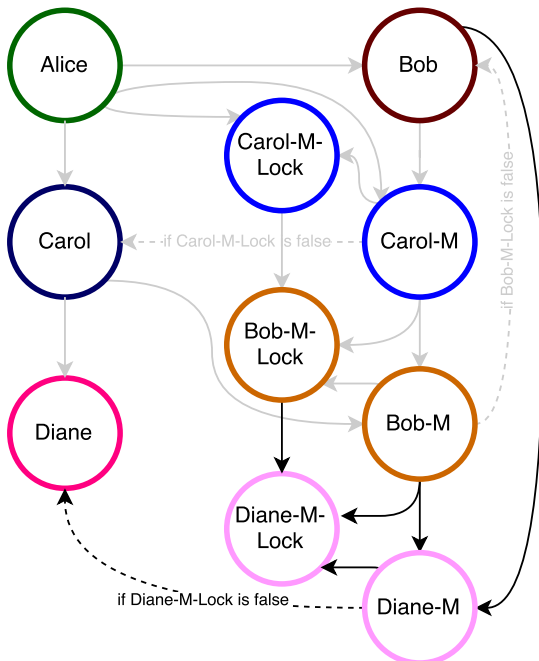 Alice
Bob
Carol-M-
Lock
Carol
if Carol-M-Lock is false
Carol-M
if Bob-M-Lock is false
Bob-M-
Lock
Diane
Bob-M
Diane-M-
Lock
if Diane-M-Lock is false
Diane-M